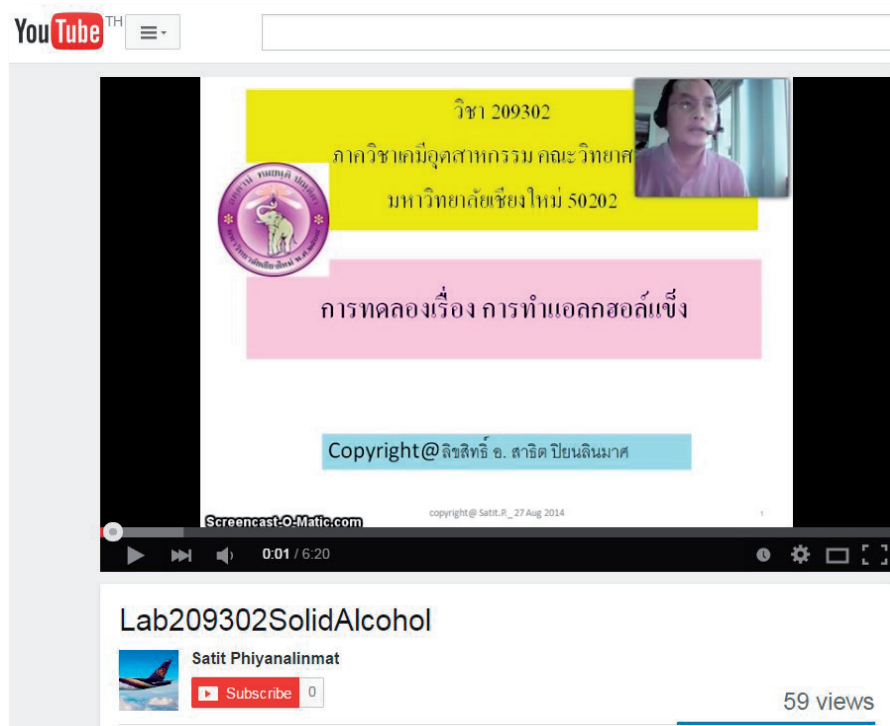 YouTube TH
วิชา 209302
ภาควิชาเคมีอุตสาหกรรม คณะวิทยาศ
มหาวิทยาลัยเชียงใหม่ 50202
การทดลองเรื่อง การทำแอลกฮอล์แข็ง
Copyright@ลิขสิทธิ์ อ. สาธิต ปิยนลินมาศ
copyright@ Satit.P._ 27 Aug 2014
1
Screencast-O-Matic.com
0:01 / 6:20
Lab209302SolidAlcohol
Satit Phiyanalinmat
Subscribe 0
59 views